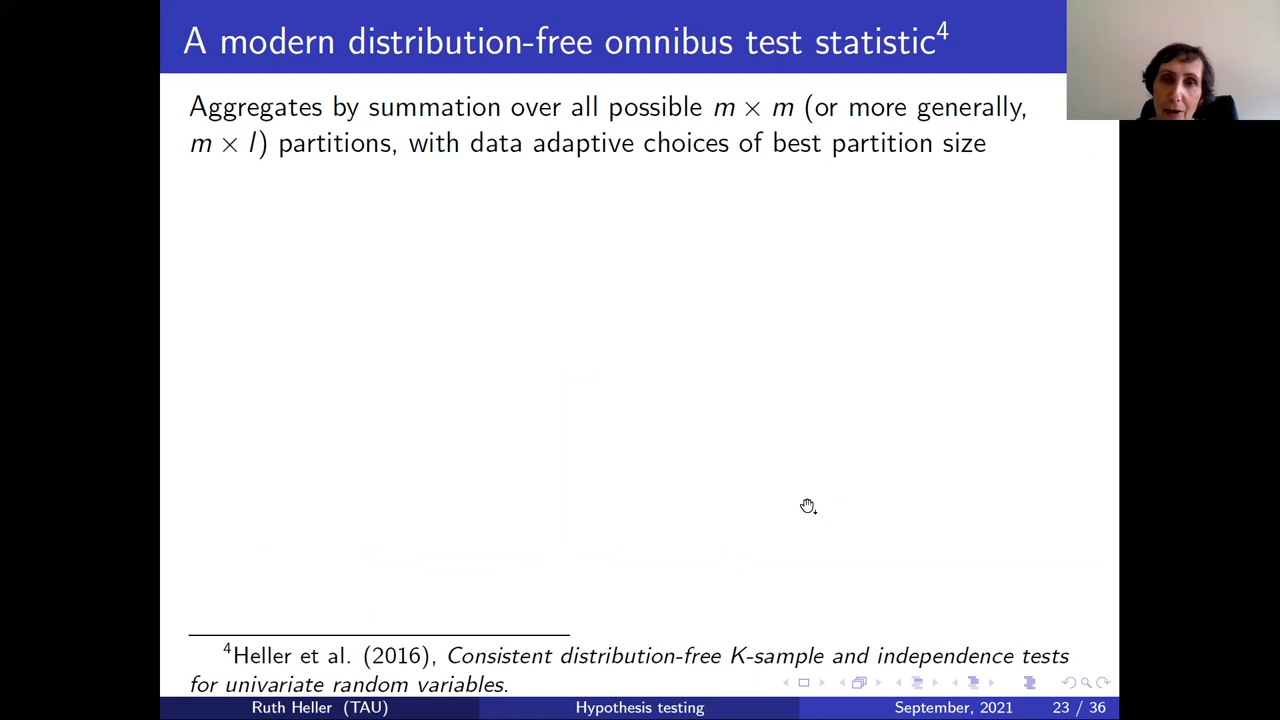 A modern distribution-free omnibus test statistic⁴
Aggregates by summation over all possible m × m (or more generally,
m × l) partitions, with data adaptive choices of best partition size
⁴Heller et al. (2016), Consistent distribution-free K-sample and independence tests
for univariate random variables.
Ruth Heller (TAU) Hypothesis testing September, 2021 23 / 36